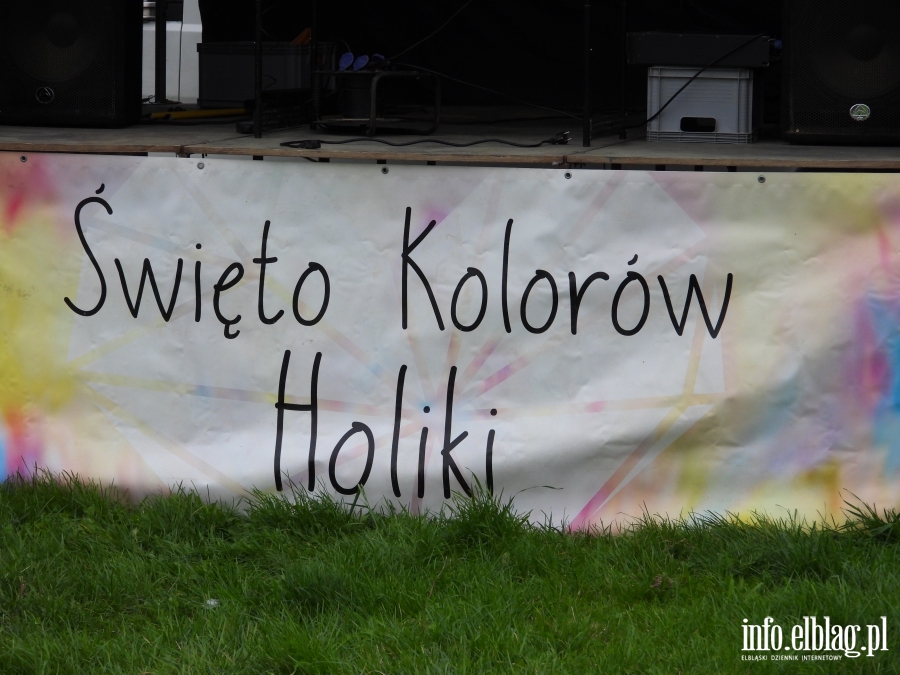 Święto Kolorów
Holiki
info.elblag.pl
ELBLĄSKI DZIENNIK INTERNETOWY